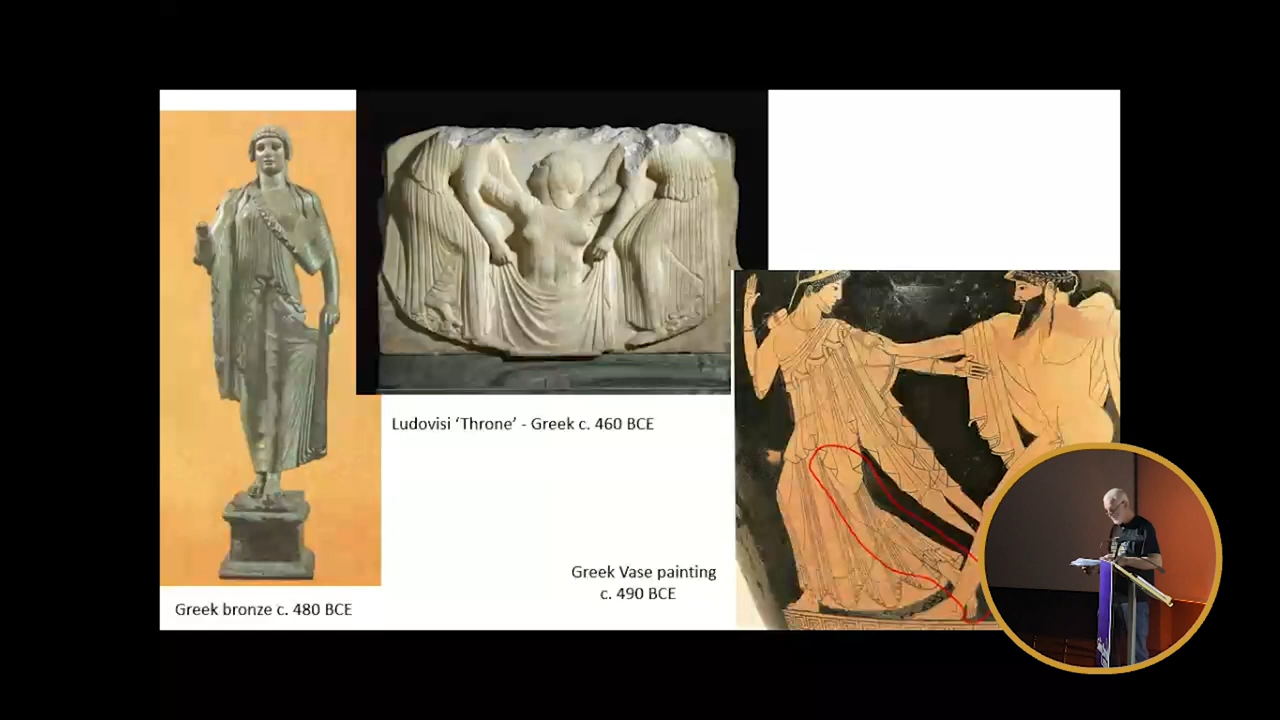 Ludovisi ‘Throne’ - Greek c. 460 BCE
Greek Vase painting
c. 490 BCE
Greek bronze c. 480 BCE